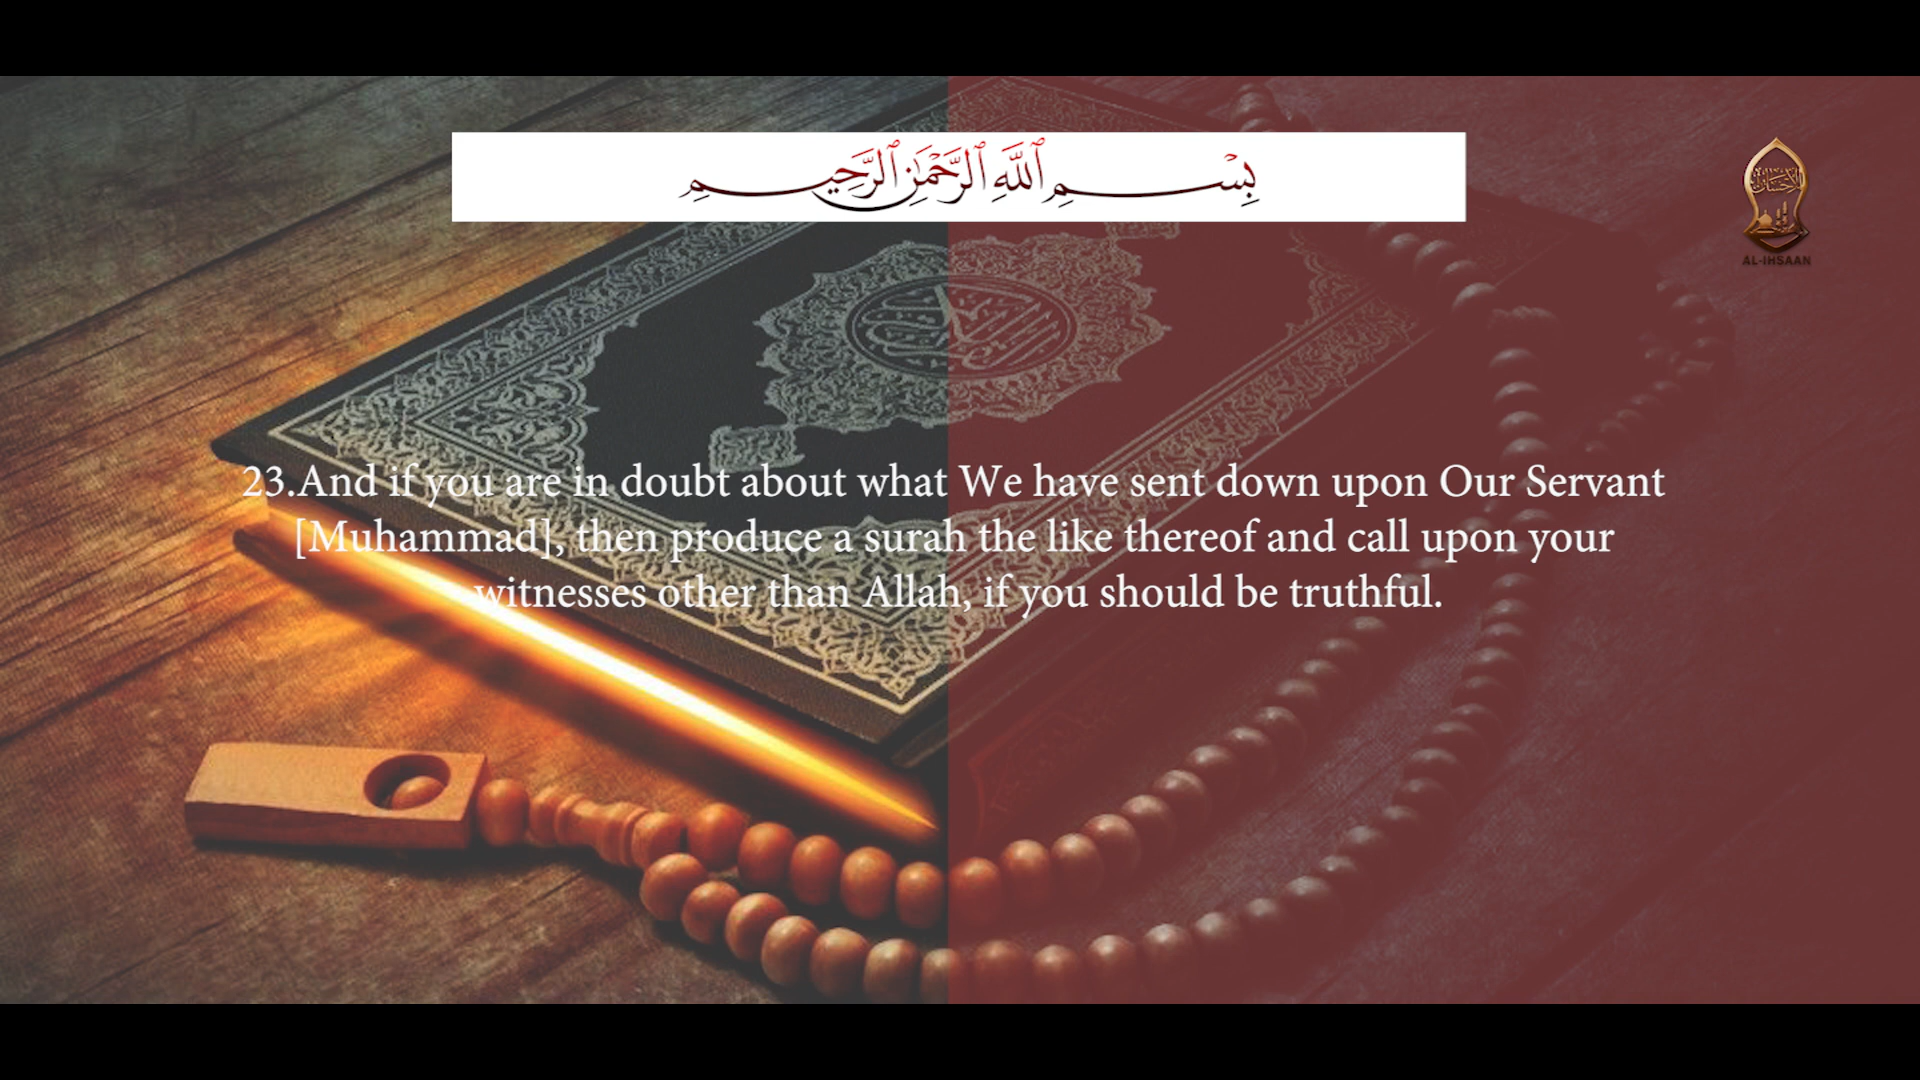 بِسْمِ ٱللَّهِ ٱلرَّحْمَٰنِ ٱلرَّحِيمِ
AL-IHSAAN
23.And if you are in doubt about what We have sent down upon Our Servant
[Muhammad], then produce a surah the like thereof and call upon your
witnesses other than Allah, if you should be truthful.